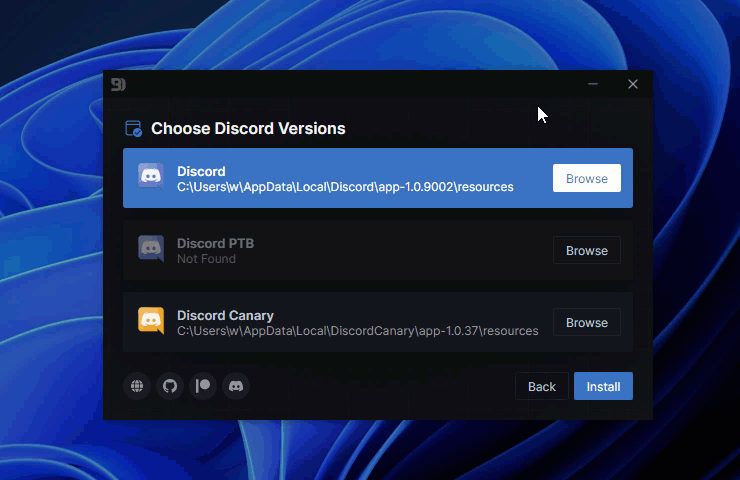 BD
Choose Discord Versions
Discord
C:\Users\w\AppData\Local\Discord\app-1.0.9002\resources
Browse
Discord PTB
Not Found
Browse
Discord Canary
C:\Users\w\AppData\Local\DiscordCanary\app-1.0.37\resources
Browse
Back
Install